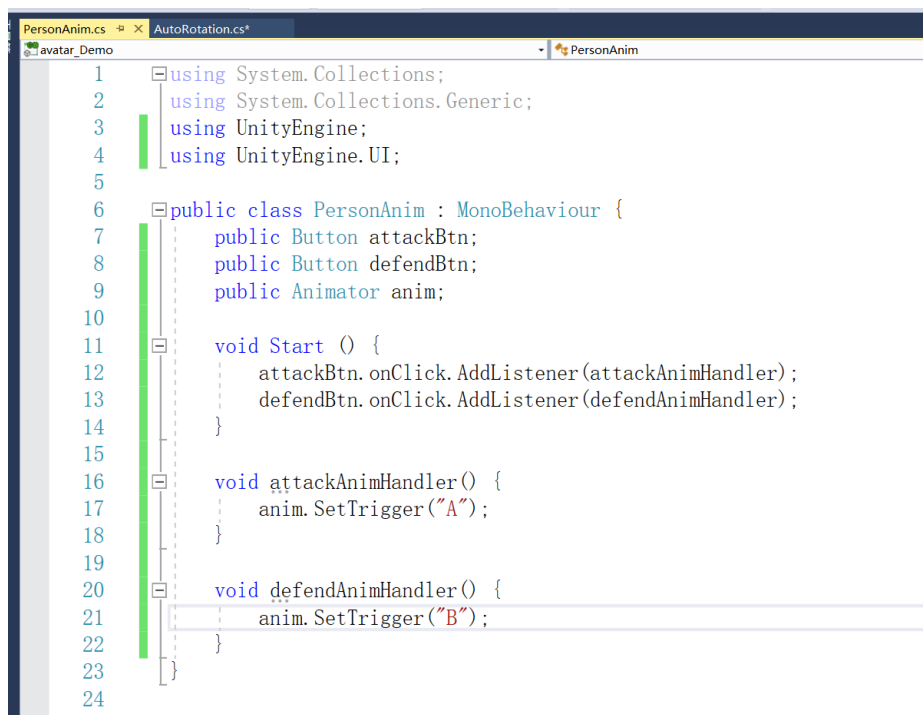 PersonAnim.cs AutoRotation.cs*
avatar_Demo PersonAnim
1 using System.Collections;
2 using System.Collections.Generic;
3 using UnityEngine;
4 using UnityEngine.UI;
5
6 public class PersonAnim : MonoBehaviour {
7 public Button attackBtn;
8 public Button defendBtn;
9 public Animator anim;
10
11 void Start () {
12 attackBtn.onClick.AddListener(attackAnimHandler);
13 defendBtn.onClick.AddListener(defendAnimHandler);
14 }
15
16 void attackAnimHandler() {
17 anim.SetTrigger("A");
18 }
19
20 void defendAnimHandler() {
21 anim.SetTrigger("B");
22 }
23 }
24